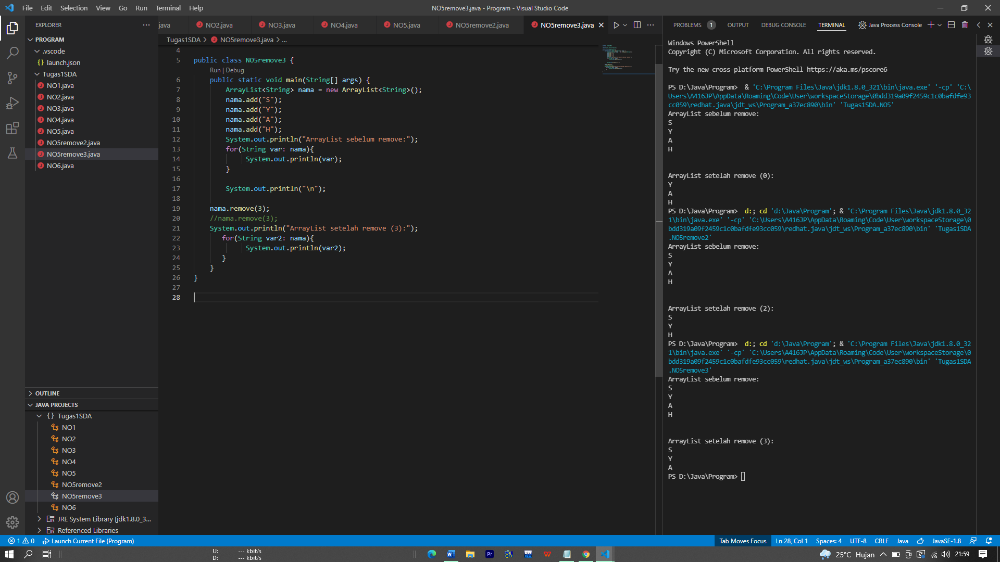 File Edit Selection View Go Run Terminal Help
NO5remove3.java - Program - Visual Studio Code
EXPLORER
PROGRAM
.vscode
{} launch.json
Tugas1SDA
NO1.java
NO2.java
NO3.java
NO4.java
NO5.java
NO5remove2.java
NO5remove3.java
NO6.java
OUTLINE
JAVA PROJECTS
{} Tugas1SDA
NO1
NO2
NO3
NO4
NO5
NO5remove2
NO5remove3
NO6
JRE System Library [jdk1.8.0_3...
Referenced Libraries
java NO2.java NO3.java NO4.java NO5.java NO5remove2.java NO5remove3.java
Tugas1SDA > NO5remove3.java > ...
4
5 public class NO5remove3 {
Run | Debug
6 public static void main(String[] args) {
7 ArrayList<String> nama = new ArrayList<String>();
8 nama.add("S");
9 nama.add("Y");
10 nama.add("A");
11 nama.add("H");
12 System.out.println("ArrayList sebelum remove:");
13 for(String var: nama){
14 System.out.println(var);
15 }
16
17 System.out.println("\n");
18
19 nama.remove(3);
20 //nama.remove(3);
21 System.out.println("ArrayList setelah remove (3):");
22 for(String var2: nama){
23 System.out.println(var2);
24 }
25 }
26 }
27
28
PROBLEMS 1 OUTPUT DEBUG CONSOLE TERMINAL Java Process Console
Windows PowerShell
Copyright (C) Microsoft Corporation. All rights reserved.
Try the new cross-platform PowerShell https://aka.ms/pscore6
PS D:\Java\Program> & 'C:\Program Files\Java\jdk1.8.0_321\bin\java.exe' '-cp' 'C:\
Users\A416JP\AppData\Roaming\Code\User\workspaceStorage\0bdd319a09f2459c1c0bafdfe93
cc059\redhat.java\jdt_ws\Program_a37ec890\bin' 'Tugas1SDA.NO5'
ArrayList sebelum remove:
S
Y
A
H
ArrayList setelah remove (0):
Y
A
H
PS D:\Java\Program> d:; cd 'd:\Java\Program'; & 'C:\Program Files\Java\jdk1.8.0_32
1\bin\java.exe' '-cp' 'C:\Users\A416JP\AppData\Roaming\Code\User\workspaceStorage\0
bdd319a09f2459c1c0bafdfe93cc059\redhat.java\jdt_ws\Program_a37ec890\bin' 'Tugas1SDA
.NO5remove2'
ArrayList sebelum remove:
S
Y
A
H
ArrayList setelah remove (2):
S
Y
H
PS D:\Java\Program> d:; cd 'd:\Java\Program'; & 'C:\Program Files\Java\jdk1.8.0_32
1\bin\java.exe' '-cp' 'C:\Users\A416JP\AppData\Roaming\Code\User\workspaceStorage\0
bdd319a09f2459c1c0bafdfe93cc059\redhat.java\jdt_ws\Program_a37ec890\bin' 'Tugas1SDA
.NO5remove3'
ArrayList sebelum remove:
S
Y
A
H
ArrayList setelah remove (3):
S
Y
A
PS D:\Java\Program>
1 0 Launch Current File (Program)
Tab Moves Focus Ln 28, Col 1 Spaces: 4 UTF-8 CRLF Java JavaSE-1.8
U: --- kbit/s
D: --- kbit/s
25°C Hujan 21:59